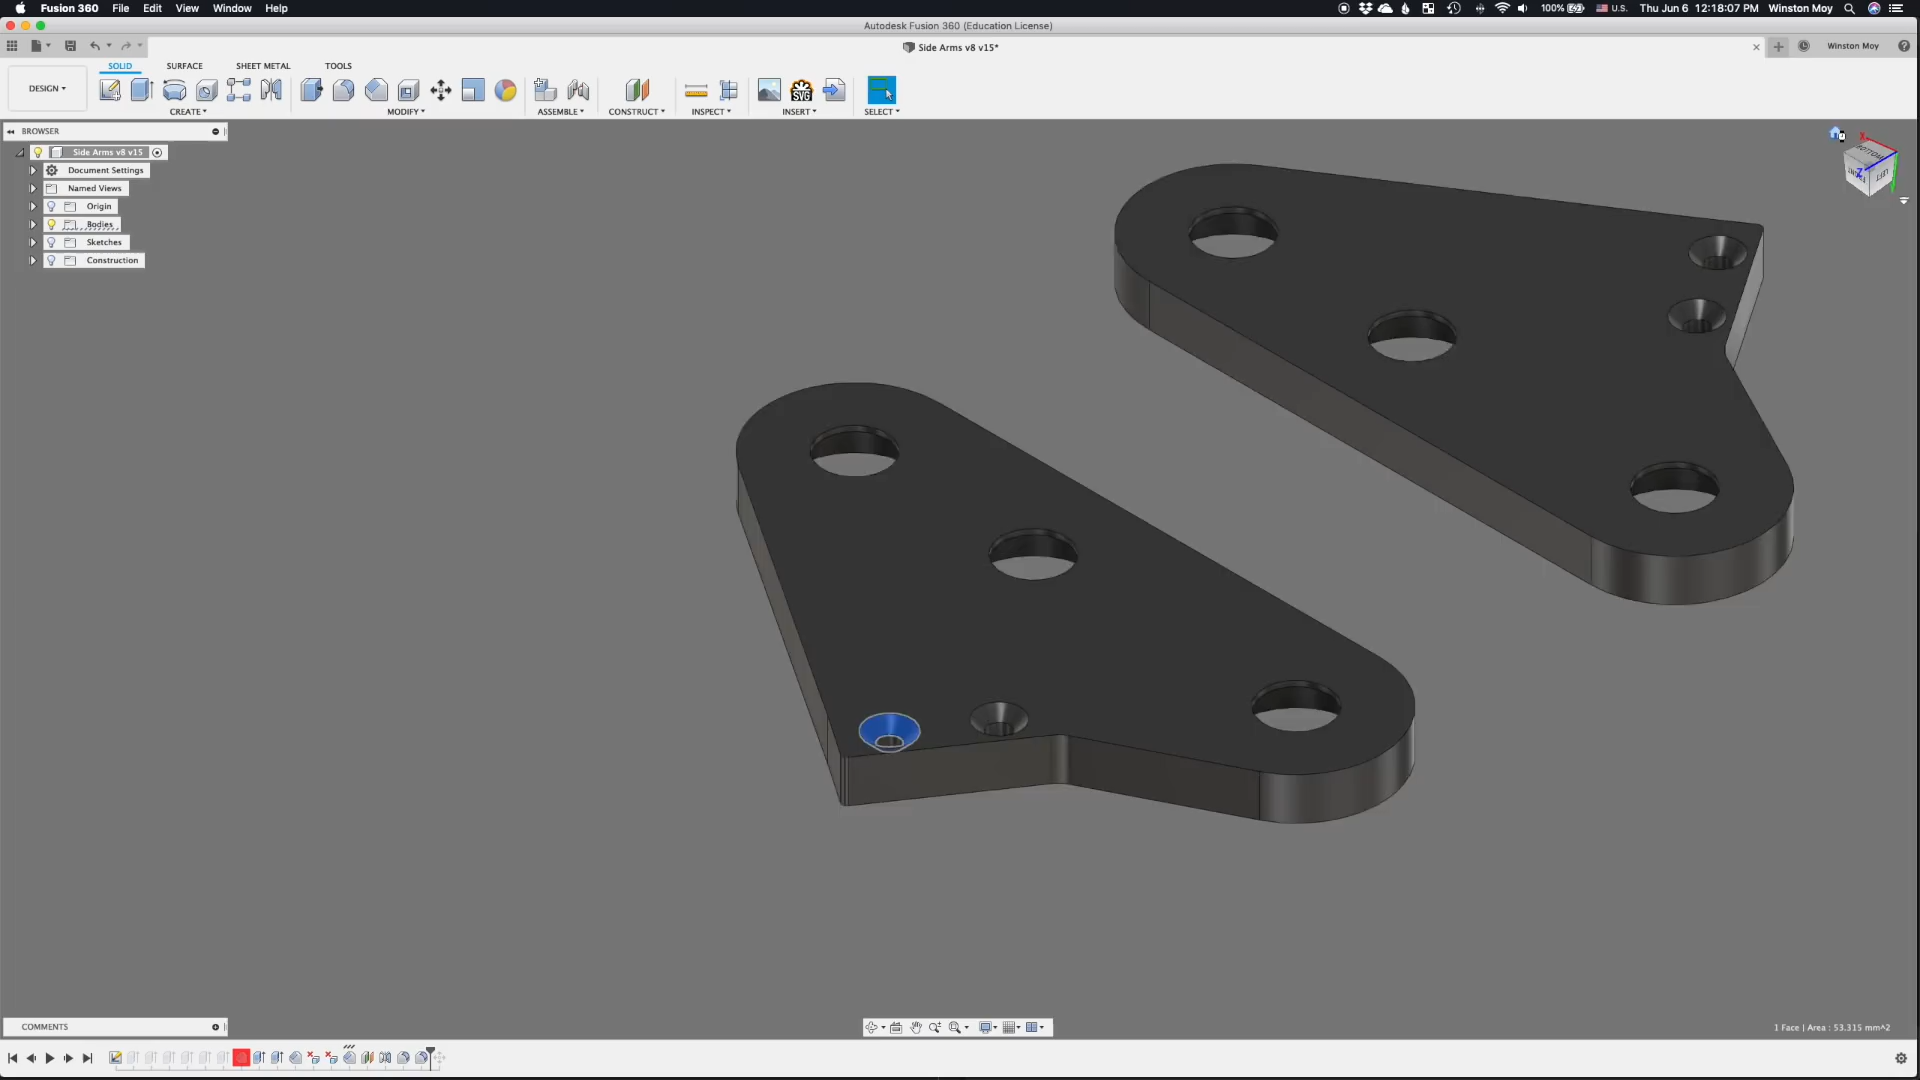 Fusion 360 File Edit View Window Help
100% U.S. Thu Jun 6 12:18:07 PM Winston Moy
Autodesk Fusion 360 (Education License)
Side Arms v8 v15*
Winston Moy
SOLID SURFACE SHEET METAL TOOLS
DESIGN
SVG
CREATE MODIFY ASSEMBLE CONSTRUCT INSPECT INSERT SELECT
BROWSER
Side Arms v8 v15
Document Settings
Named Views
Origin
Bodies
Sketches
Construction
X
BOTTOM
Z
LEFT
COMMENTS
1 Face | Area : 53.315 mm^2